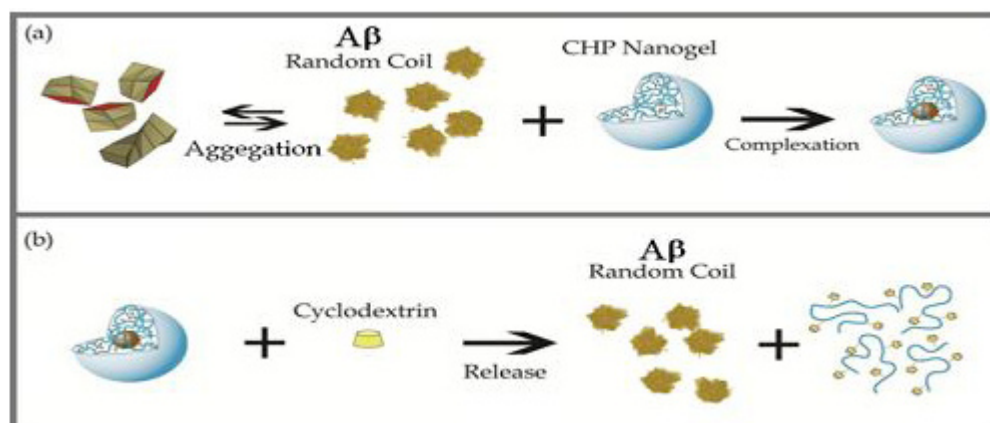 (a)
Aβ
Random Coil
CHP Nanogel
Aggegation
Complexation
(b)
Aβ
Random Coil
Cyclodextrin
Release